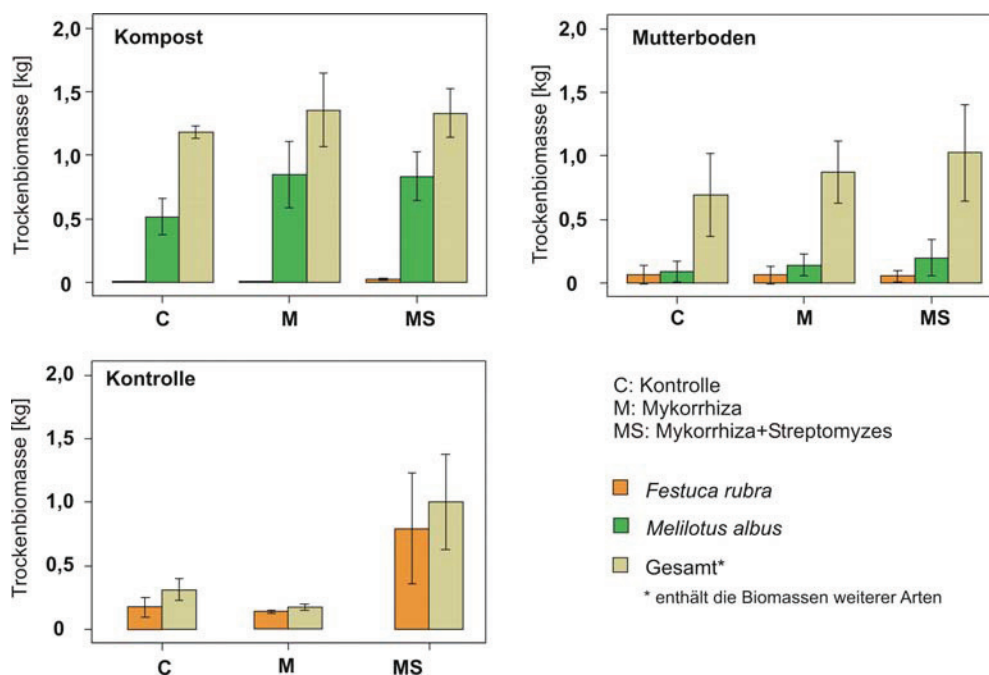 Kompost
Trockenbiomasse [kg]
2,0
1,5
1,0
0,5
0
C
M
MS
Mutterboden
Trockenbiomasse [kg]
2,0
1,5
1,0
0,5
0
C
M
MS
Kontrolle
Trockenbiomasse [kg]
2,0
1,5
1,0
0,5
0
C
M
MS
C: Kontrolle
M: Mykorrhiza
MS: Mykorrhiza+Streptomyzes
Festuca rubra
Melilotus albus
Gesamt*
* enthält die Biomassen weiterer Arten